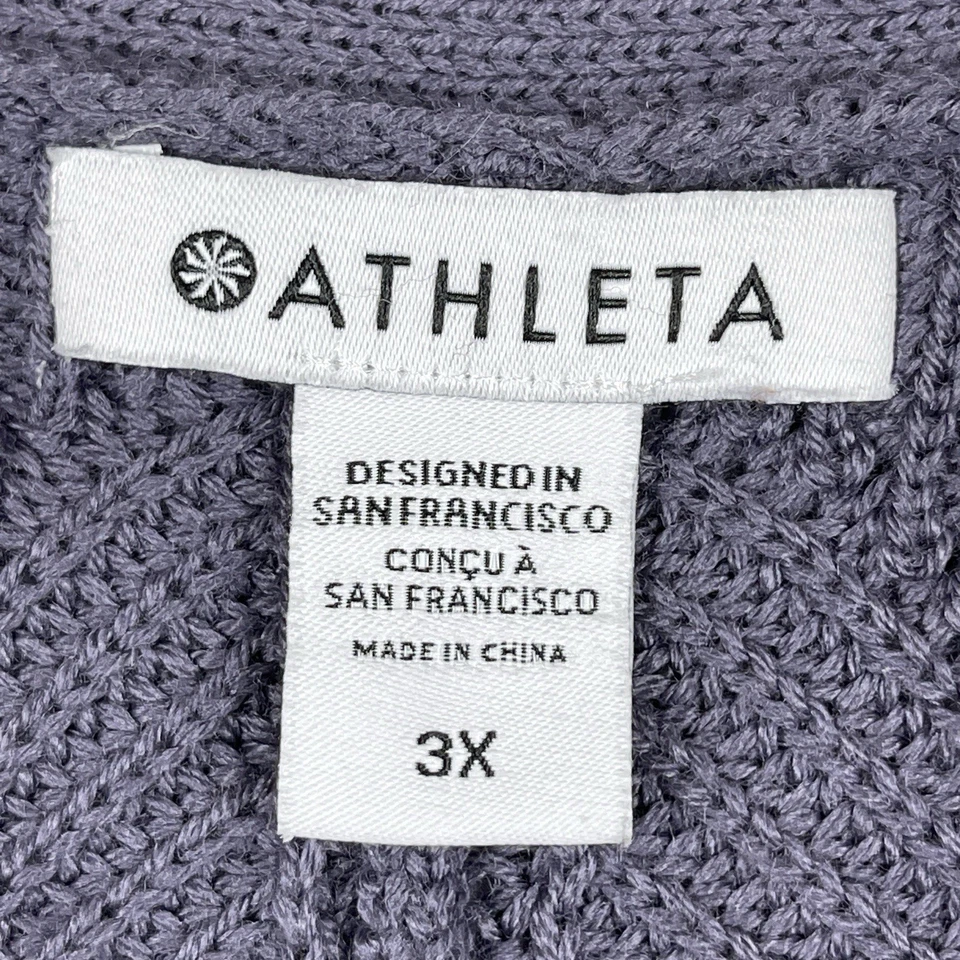 ATHLETA
DESIGNED IN
SAN FRANCISCO
CONÇU À
SAN FRANCISCO
MADE IN CHINA
3X